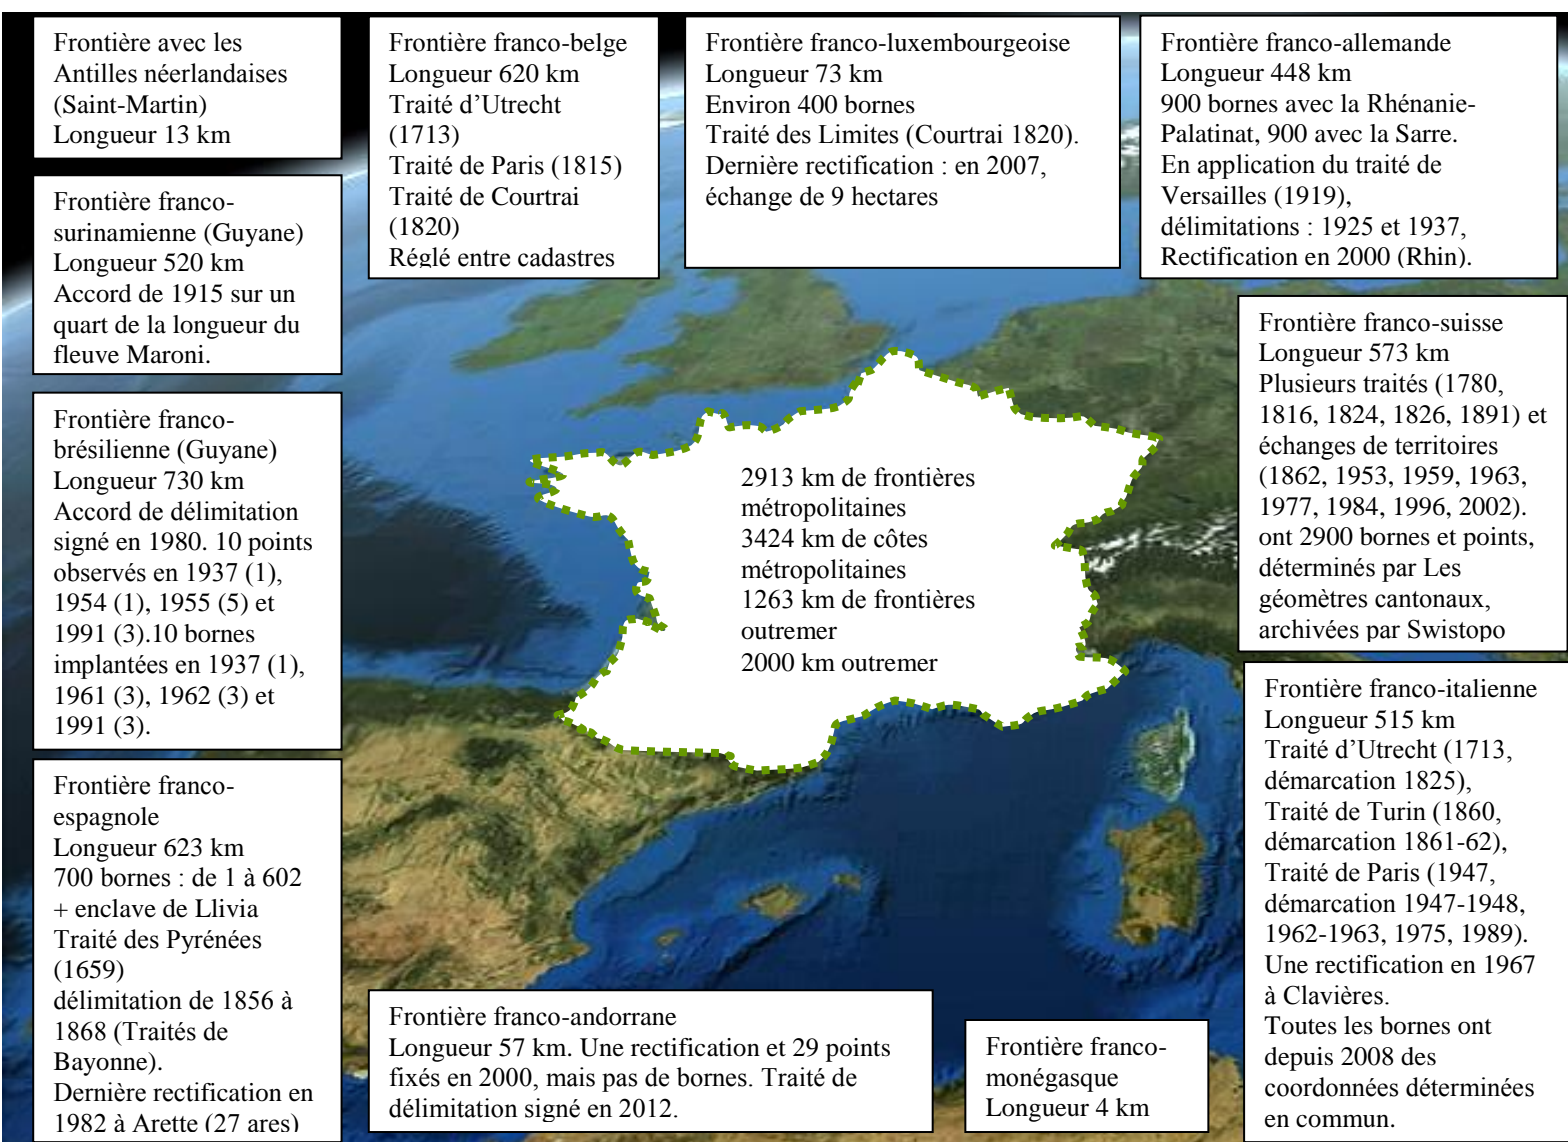 Frontière avec les
Antilles néerlandaises
(Saint-Martin)
Longueur 13 km
Frontière franco-belge
Longueur 620 km
Traité d’Utrecht
(1713)
Traité de Paris (1815)
Traité de Courtrai
(1820)
Réglé entre cadastres
Frontière franco-luxembourgeoise
Longueur 73 km
Environ 400 bornes
Traité des Limites (Courtrai 1820).
Dernière rectification : en 2007,
échange de 9 hectares
Frontière franco-allemande
Longueur 448 km
900 bornes avec la Rhénanie-
Palatinat, 900 avec la Sarre.
En application du traité de
Versailles (1919),
délimitations : 1925 et 1937,
Rectification en 2000 (Rhin).
Frontière franco-
surinamienne (Guyane)
Longueur 520 km
Accord de 1915 sur un
quart de la longueur du
fleuve Maroni.
Frontière franco-suisse
Longueur 573 km
Plusieurs traités (1780,
1816, 1824, 1826, 1891) et
échanges de territoires
(1862, 1953, 1959, 1963,
1977, 1984, 1996, 2002).
ont 2900 bornes et points,
déterminés par Les
géomètres cantonaux,
archivées par Swistopo
Frontière franco-
brésilienne (Guyane)
Longueur 730 km
Accord de délimitation
signé en 1980. 10 points
observés en 1937 (1),
1954 (1), 1955 (5) et
1991 (3).10 bornes
implantées en 1937 (1),
1961 (3), 1962 (3) et
1991 (3).
2913 km de frontières
métropolitaines
3424 km de côtes
métropolitaines
1263 km de frontières
outremer
2000 km outremer
Frontière franco-italienne
Longueur 515 km
Traité d’Utrecht (1713,
démarcation 1825),
Traité de Turin (1860,
démarcation 1861-62),
Traité de Paris (1947,
démarcation 1947-1948,
1962-1963, 1975, 1989).
Une rectification en 1967
à Clavières.
Toutes les bornes ont
depuis 2008 des
coordonnées déterminées
en commun.
Frontière franco-
espagnole
Longueur 623 km
700 bornes : de 1 à 602
+ enclave de Llivia
Traité des Pyrénées
(1659)
délimitation de 1856 à
1868 (Traités de
Bayonne).
Dernière rectification en
1982 à Arette (27 ares)
Frontière franco-andorrane
Longueur 57 km. Une rectification et 29 points
fixés en 2000, mais pas de bornes. Traité de
délimitation signé en 2012.
Frontière franco-
monégasque
Longueur 4 km